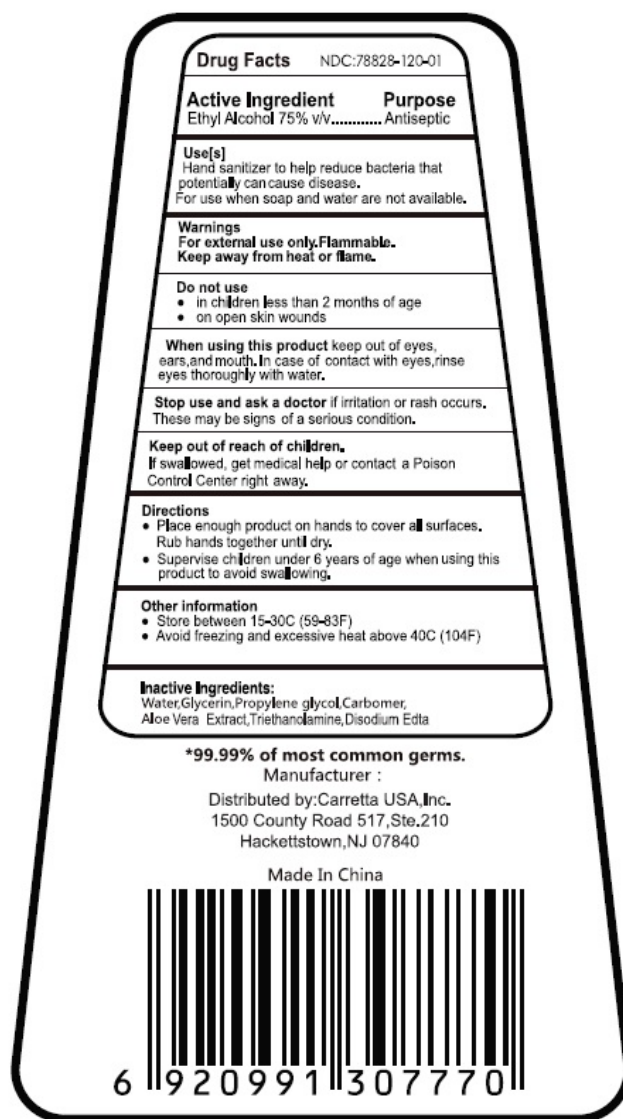 Drug Facts NDC:78828-120-01
Active Ingredient Purpose
Ethyl Alcohol 75% v/v............ Antiseptic
Use[s]
Hand sanitizer to help reduce bacteria that
potentially can cause disease.
For use when soap and water are not available.
Warnings
For external use only.Flammable.
Keep away from heat or flame.
Do not use
• in children less than 2 months of age
• on open skin wounds
When using this product keep out of eyes,
ears,and mouth.In case of contact with eyes,rinse
eyes thoroughly with water.
Stop use and ask a doctor if irritation or rash occurs.
These may be signs of a serious condition.
Keep out of reach of children.
If swallowed, get medical help or contact a Poison
Control Center right away.
Directions
• Place enough product on hands to cover all surfaces.
Rub hands together until dry.
• Supervise children under 6 years of age when using this
product to avoid swallowing.
Other information
• Store between 15-30C (59-83F)
• Avoid freezing and excessive heat above 40C (104F)
Inactive Ingredients:
Water,Glycerin,Propylene glycol,Carbomer,
Aloe Vera Extract,Triethanolamine,Disodium Edta
*99.99% of most common germs.
Manufacturer :
Distributed by:Carretta USA,Inc.
1500 County Road 517,Ste.210
Hackettstown,NJ 07840
Made In China
6 920991 307770